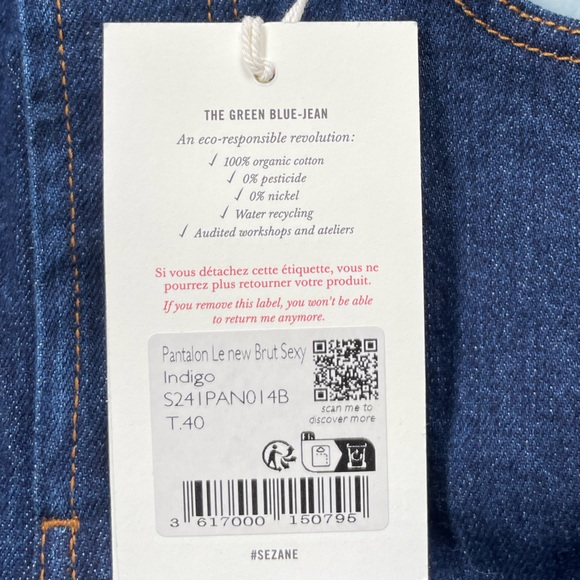 THE GREEN BLUE-JEAN
An eco-responsible revolution:
✓ 100% organic cotton
✓ 0% pesticide
✓ 0% nickel
✓ Water recycling
✓ Audited workshops and ateliers
Si vous détachez cette étiquette, vous ne
pourrez plus retourner votre produit.
If you remove this label, you won't be able
to return me anymore.
Pantalon Le new Brut Sexy
Indigo
S241PAN014B
T.40
scan me to
discover more
FR
3 617000 150795
#SEZANE